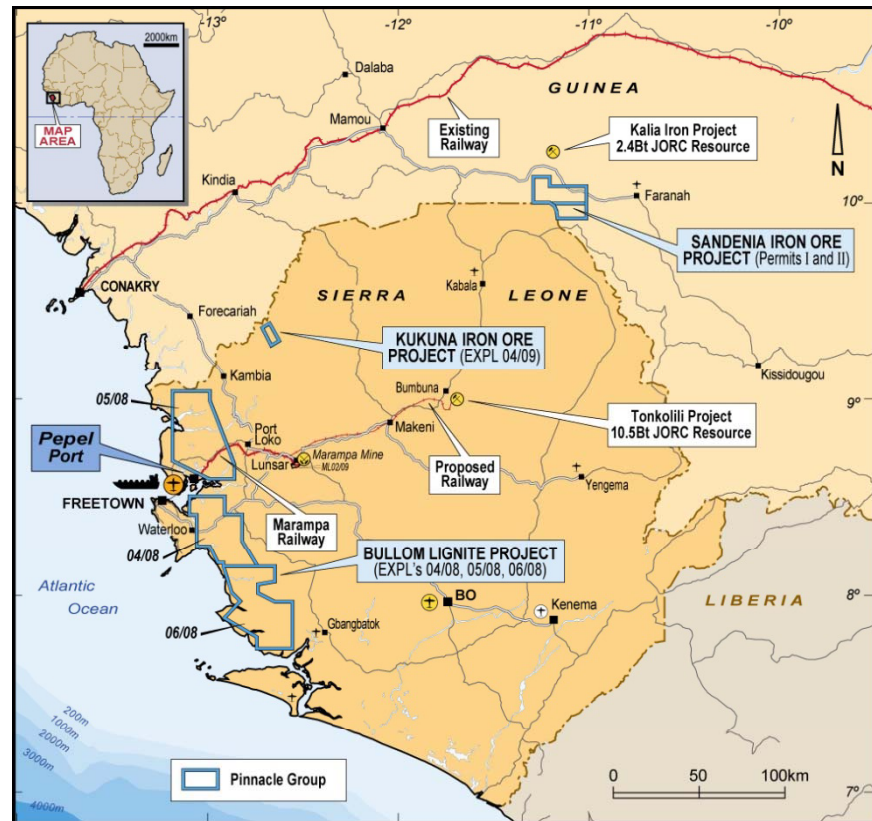 -13°
-12°
-11°
-10°
2000km
MAP
AREA
Dalaba
GUINEA
Mamou
Existing
Railway
Kalia Iron Project
2.4Bt JORC Resource
N
Kindia
Faranah
10°
SANDENIA IRON ORE
PROJECT (Permits I and II)
CONAKRY
Kabala
SIERRA LEONE
Forecariah
KUKUNA IRON ORE
PROJECT (EXPL 04/09)
Kissidougou
Kambia
05/08
Bumbuna
9°
Tonkolili Project
10.5Bt JORC Resource
Makeni
Port
Loko
Pepel
Port
Lunsar
Marampa Mine
ML02/09
Proposed
Railway
Yengema
FREETOWN
Marampa
Railway
Waterloo
04/08
BULLOM LIGNITE PROJECT
(EXPL's 04/08, 05/08, 06/08)
Atlantic
Ocean
LIBERIA
8°
BO
Kenema
06/08
Gbangbatok
200m
1000m
2000m
3000m
4000m
Pinnacle Group
0 50 100km
7°